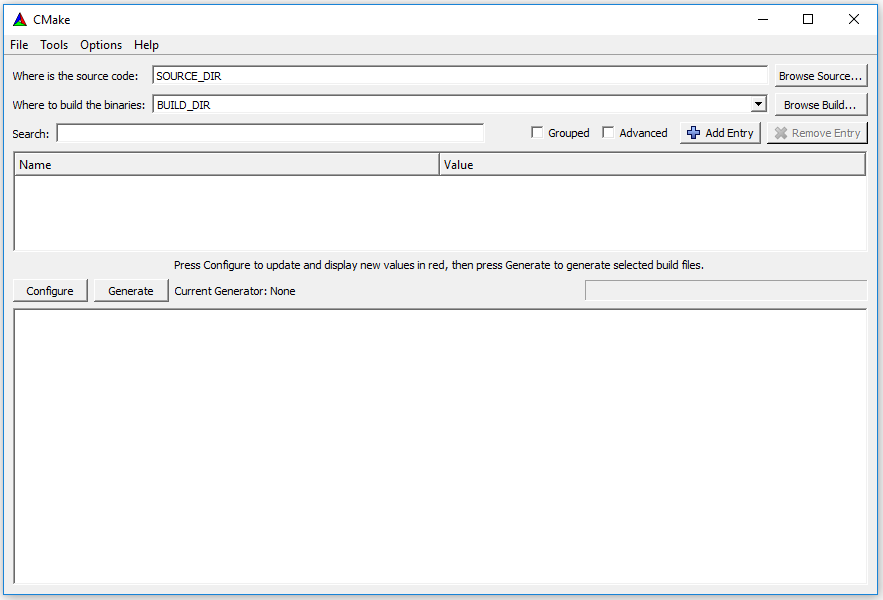 CMake
File Tools Options Help
Where is the source code: SOURCE_DIR Browse Source...
Where to build the binaries: BUILD_DIR Browse Build...
Search: Grouped Advanced Add Entry Remove Entry
Name Value
Press Configure to update and display new values in red, then press Generate to generate selected build files.
Configure Generate Current Generator: None